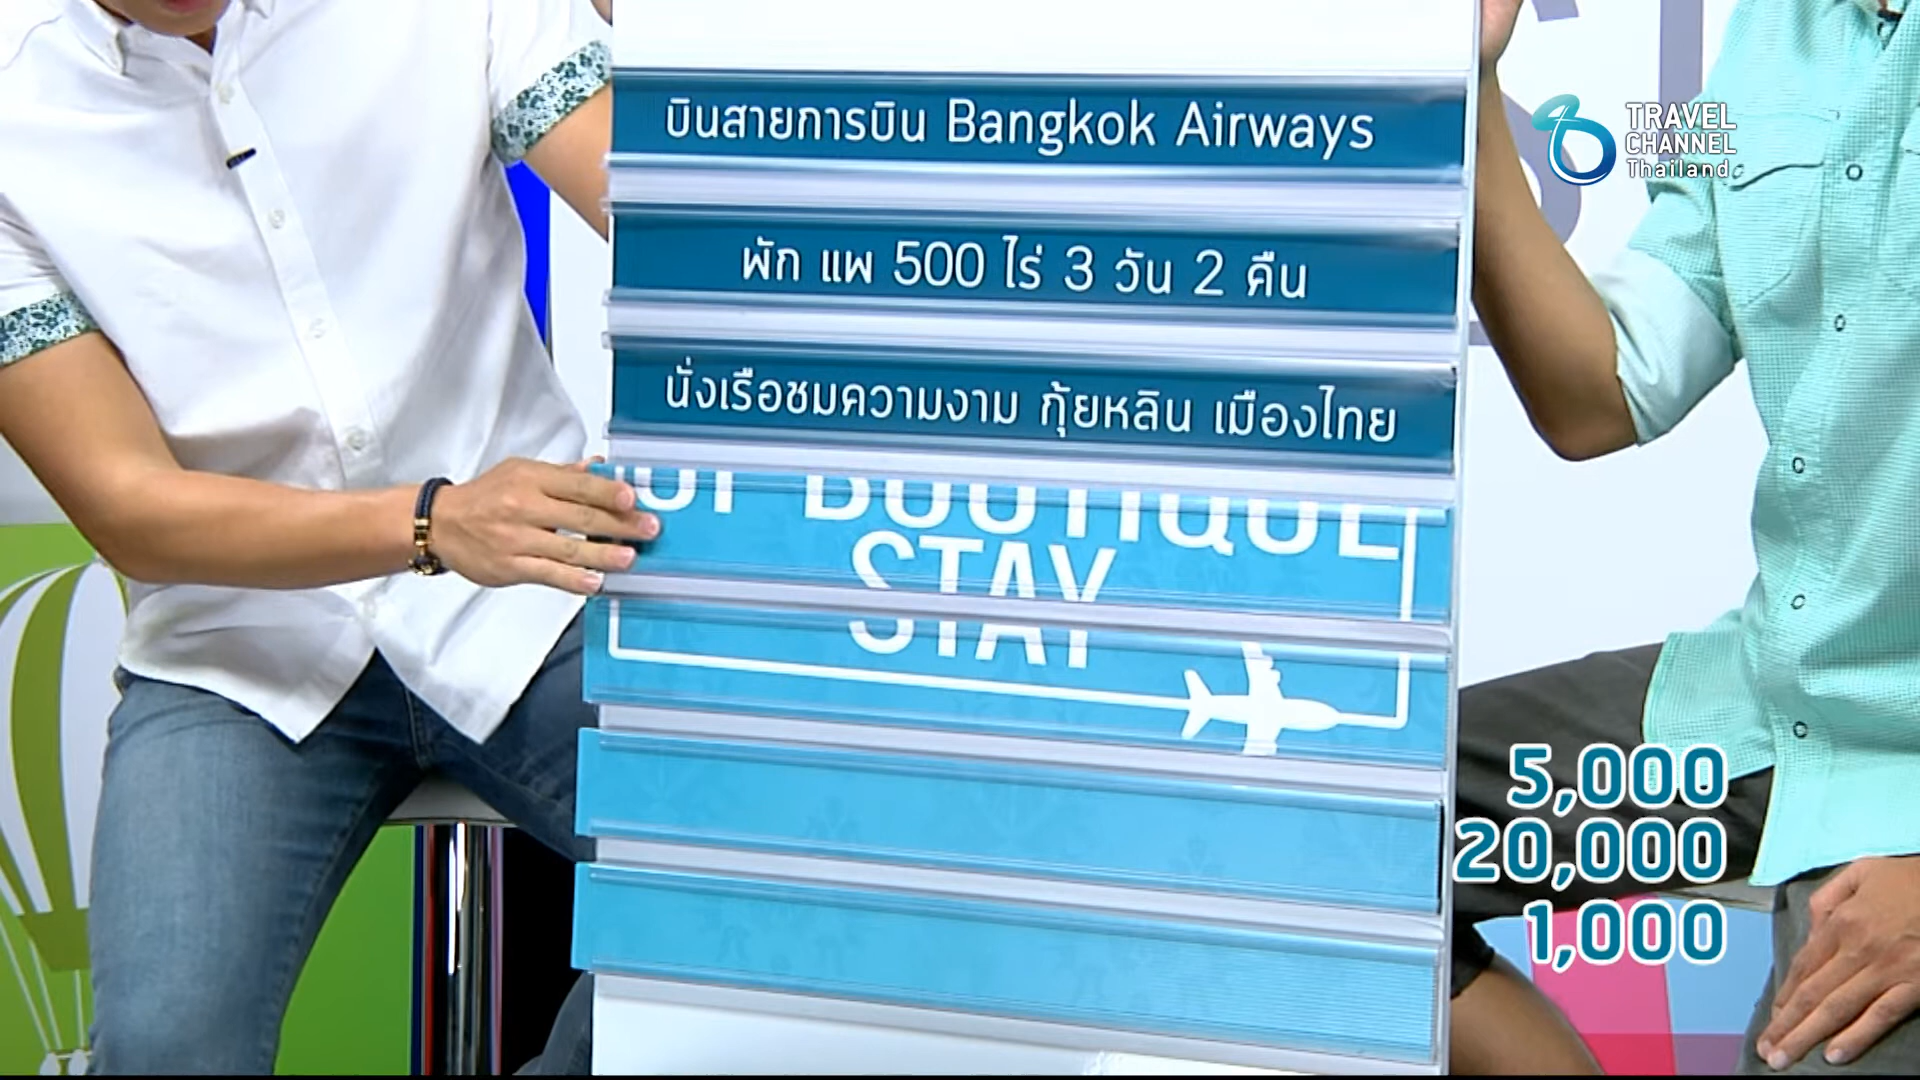 บินสายการบิน Bangkok Airways
TRAVEL
CHANNEL
Thailand
พัก แพ 500 ไร่ 3 วัน 2 คืน
นั่งเรือชมความงาม กุ้ยหลิน เมืองไทย
BOUTIQUE
STAY
5,000
20,000
1,000